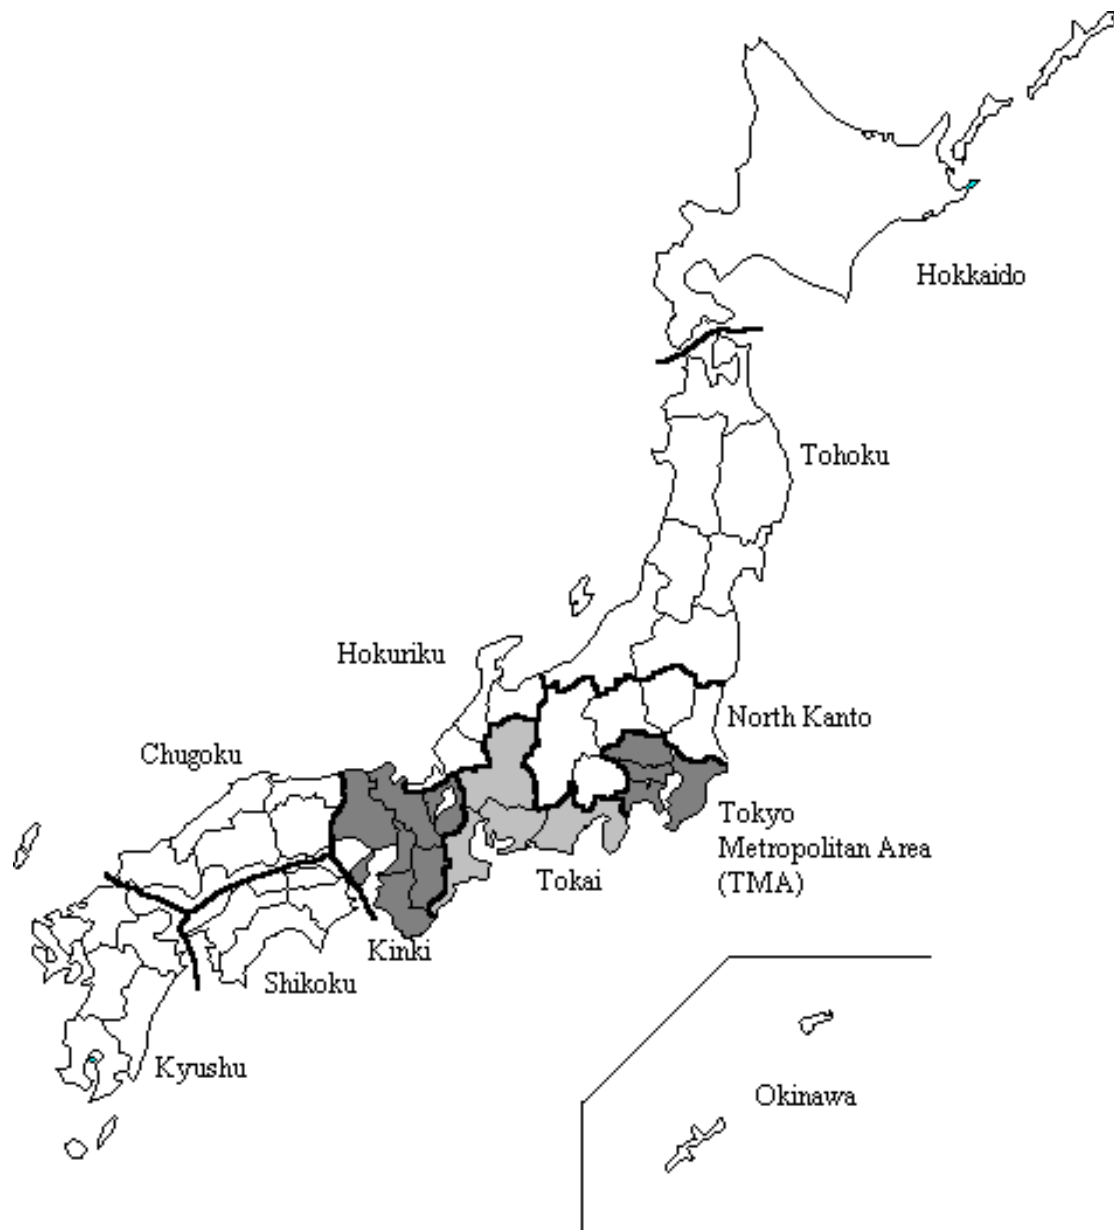 Hokkaido
Tohoku
Hokuriku
North Kanto
Chugoku
Tokyo
Metropolitan Area
(TMA)
Tokai
Kinki
Shikoku
Kyushu
Okinawa